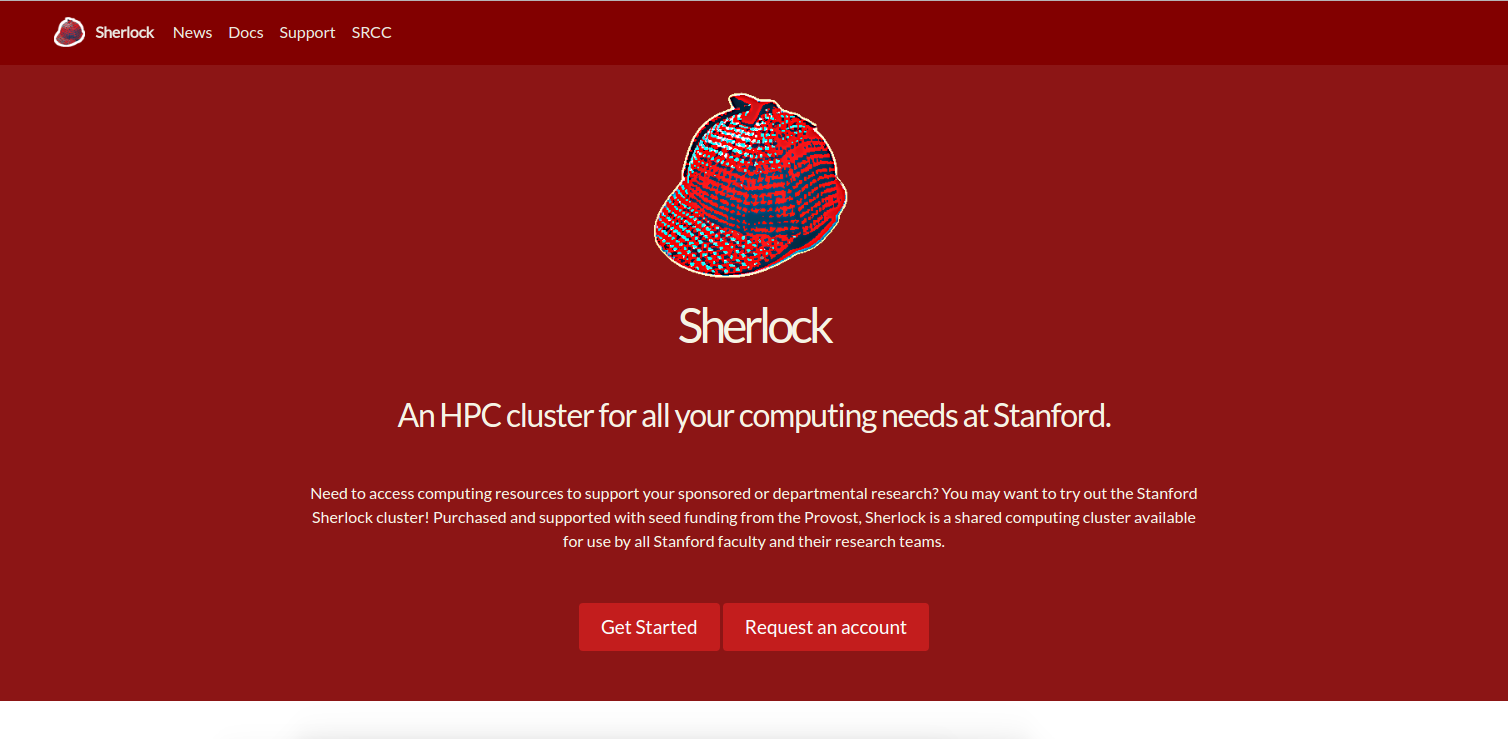 Sherlock News Docs Support SRCC
Sherlock
An HPC cluster for all your computing needs at Stanford.
Need to access computing resources to support your sponsored or departmental research? You may want to try out the Stanford
Sherlock cluster! Purchased and supported with seed funding from the Provost, Sherlock is a shared computing cluster available
for use by all Stanford faculty and their research teams.
Get Started Request an account